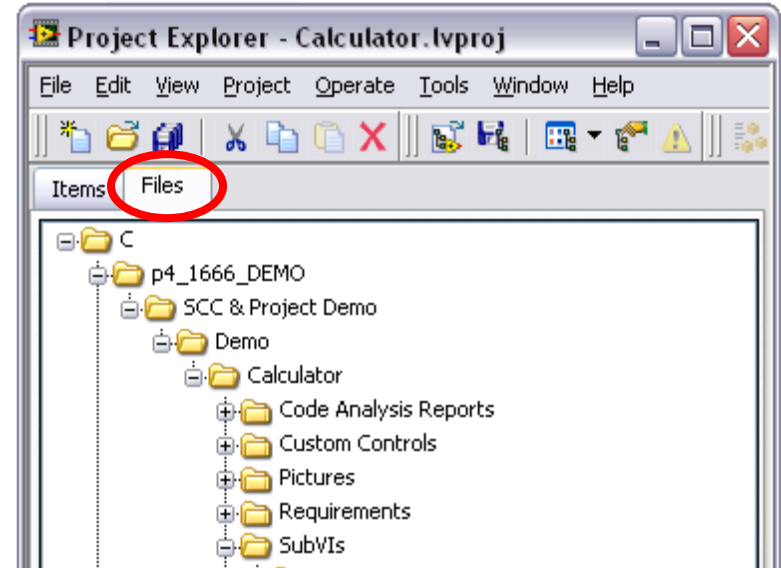 Project Explorer - Calculator.lvproj
File Edit View Project Operate Tools Window Help
Items Files
C
p4_1666_DEMO
SCC & Project Demo
Demo
Calculator
Code Analysis Reports
Custom Controls
Pictures
Requirements
SubVIs